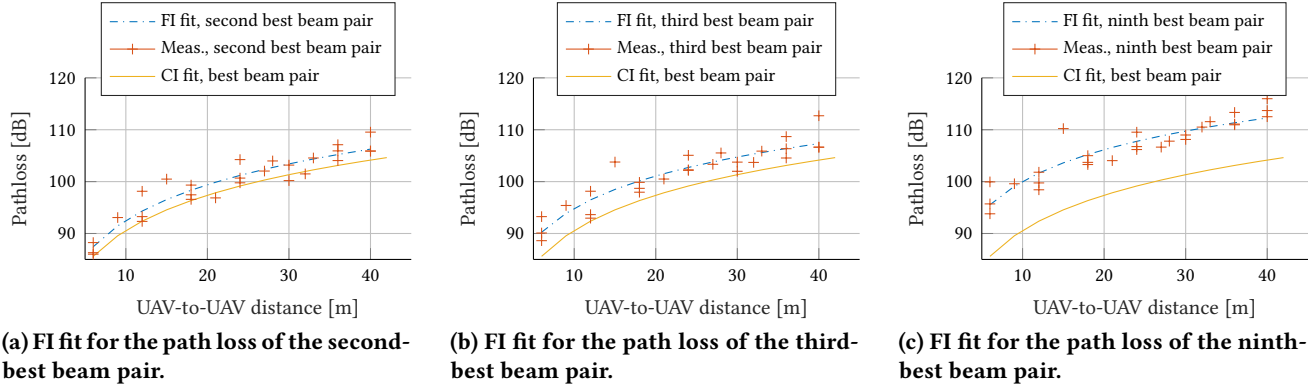 FI fit, second best beam pair
Meas., second best beam pair
CI fit, best beam pair
120
110
100
90
Pathloss [dB]
10
20
30
40
UAV-to-UAV distance [m]
(a) FI fit for the path loss of the second-
best beam pair.
FI fit, third best beam pair
Meas., third best beam pair
CI fit, best beam pair
120
110
100
90
Pathloss [dB]
10
20
30
40
UAV-to-UAV distance [m]
(b) FI fit for the path loss of the third-
best beam pair.
FI fit, ninth best beam pair
Meas., ninth best beam pair
CI fit, best beam pair
120
110
100
90
Pathloss [dB]
10
20
30
40
UAV-to-UAV distance [m]
(c) FI fit for the path loss of the ninth-
best beam pair.